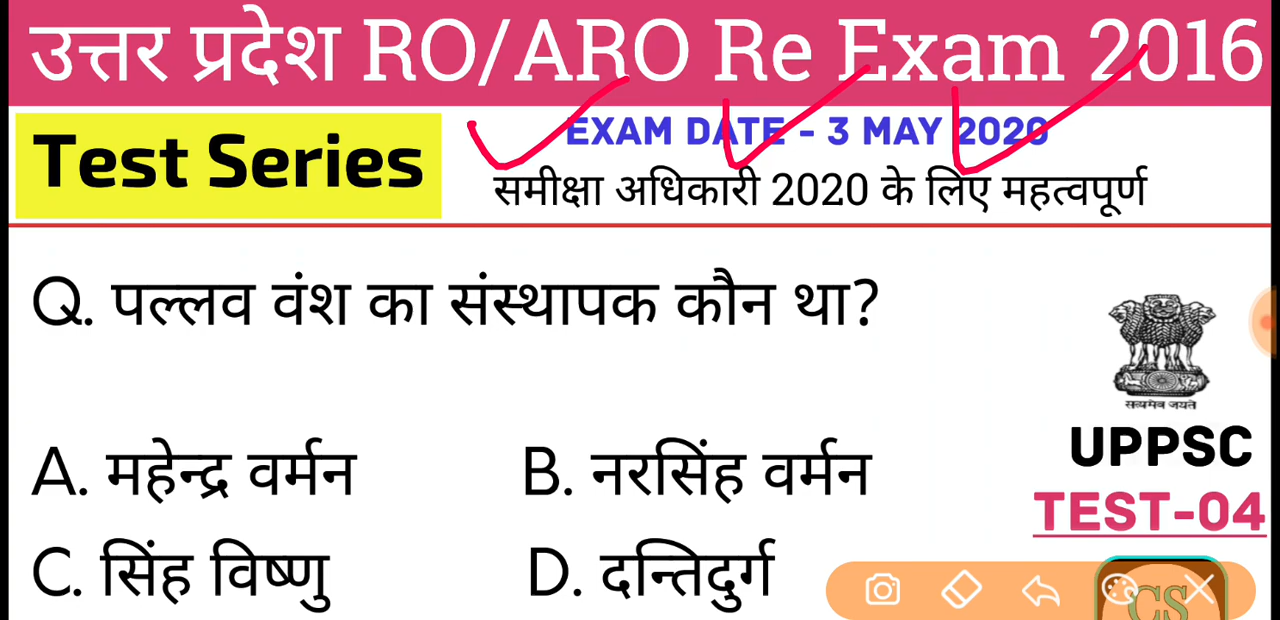 उत्तर प्रदेश RO/ARO Re Exam 2016
Test Series
EXAM DATE - 3 MAY 2020
समीक्षा अधिकारी 2020 के लिए महत्वपूर्ण
Q. पल्लव वंश का संस्थापक कौन था?
सत्यमेव जयते
UPPSC
TEST-04
A. महेन्द्र वर्मन
B. नरसिंह वर्मन
C. सिंह विष्णु
D. दन्तिदुर्ग
CS